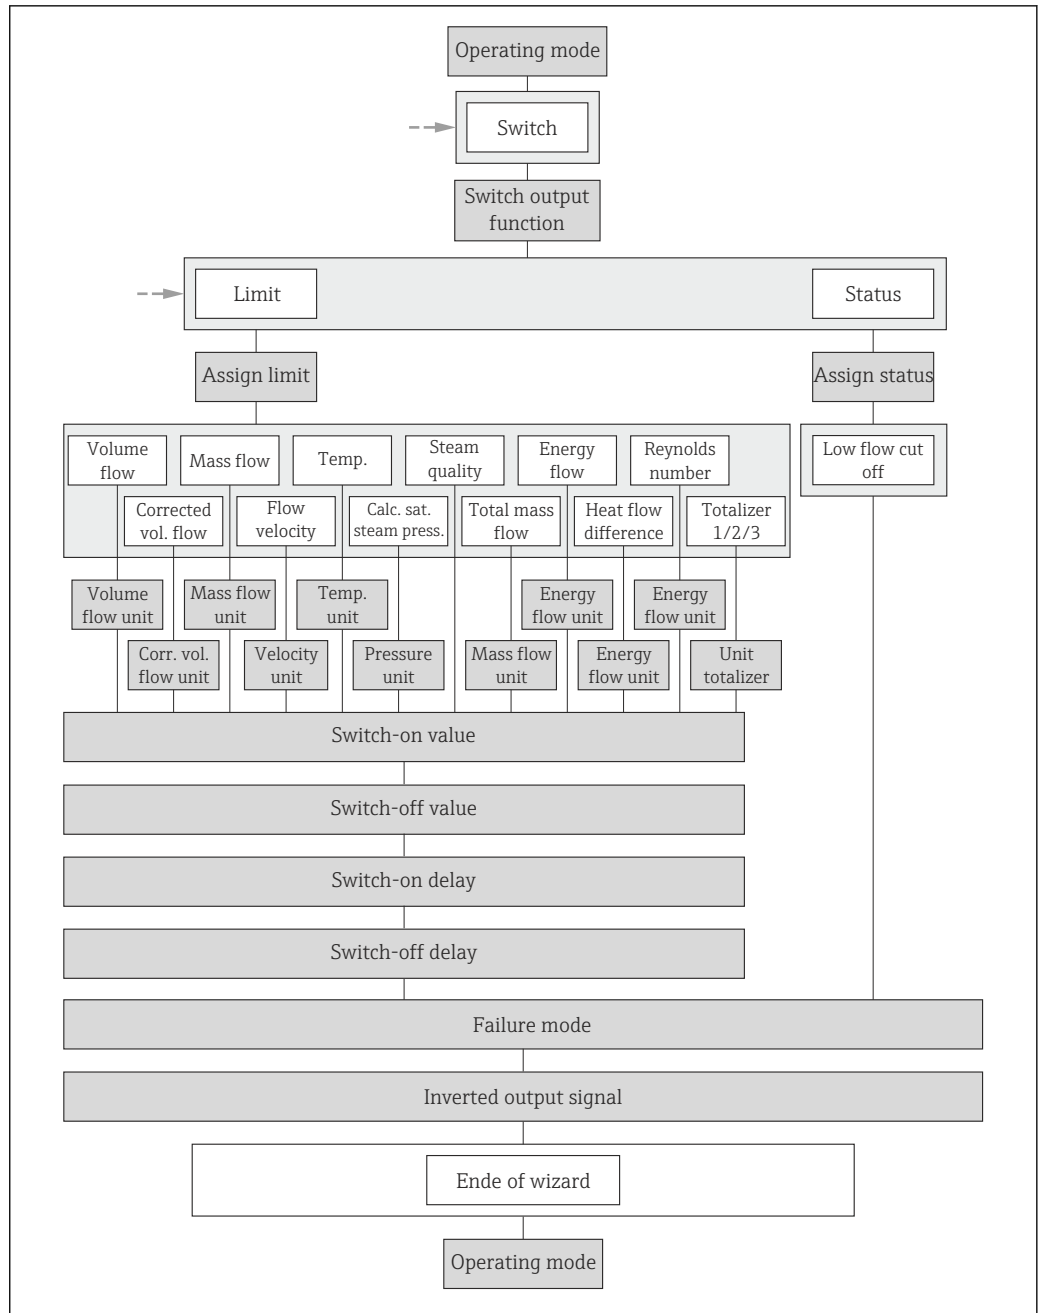 Operating mode
Switch
Switch output
function
Limit
Status
Assign limit
Assign status
Volume
flow
Mass flow
Temp.
Steam
quality
Energy
flow
Reynolds
number
Low flow cut
off
Corrected
vol. flow
Flow
velocity
Calc. sat.
steam press.
Total mass
flow
Heat flow
difference
Totalizer
1/2/3
Volume
flow unit
Mass flow
unit
Temp.
unit
Energy
flow unit
Energy
flow unit
Corr. vol.
flow unit
Velocity
unit
Pressure
unit
Mass flow
unit
Energy
flow unit
Unit
totalizer
Switch-on value
Switch-off value
Switch-on delay
Switch-off delay
Failure mode
Inverted output signal
Ende of wizard
Operating mode